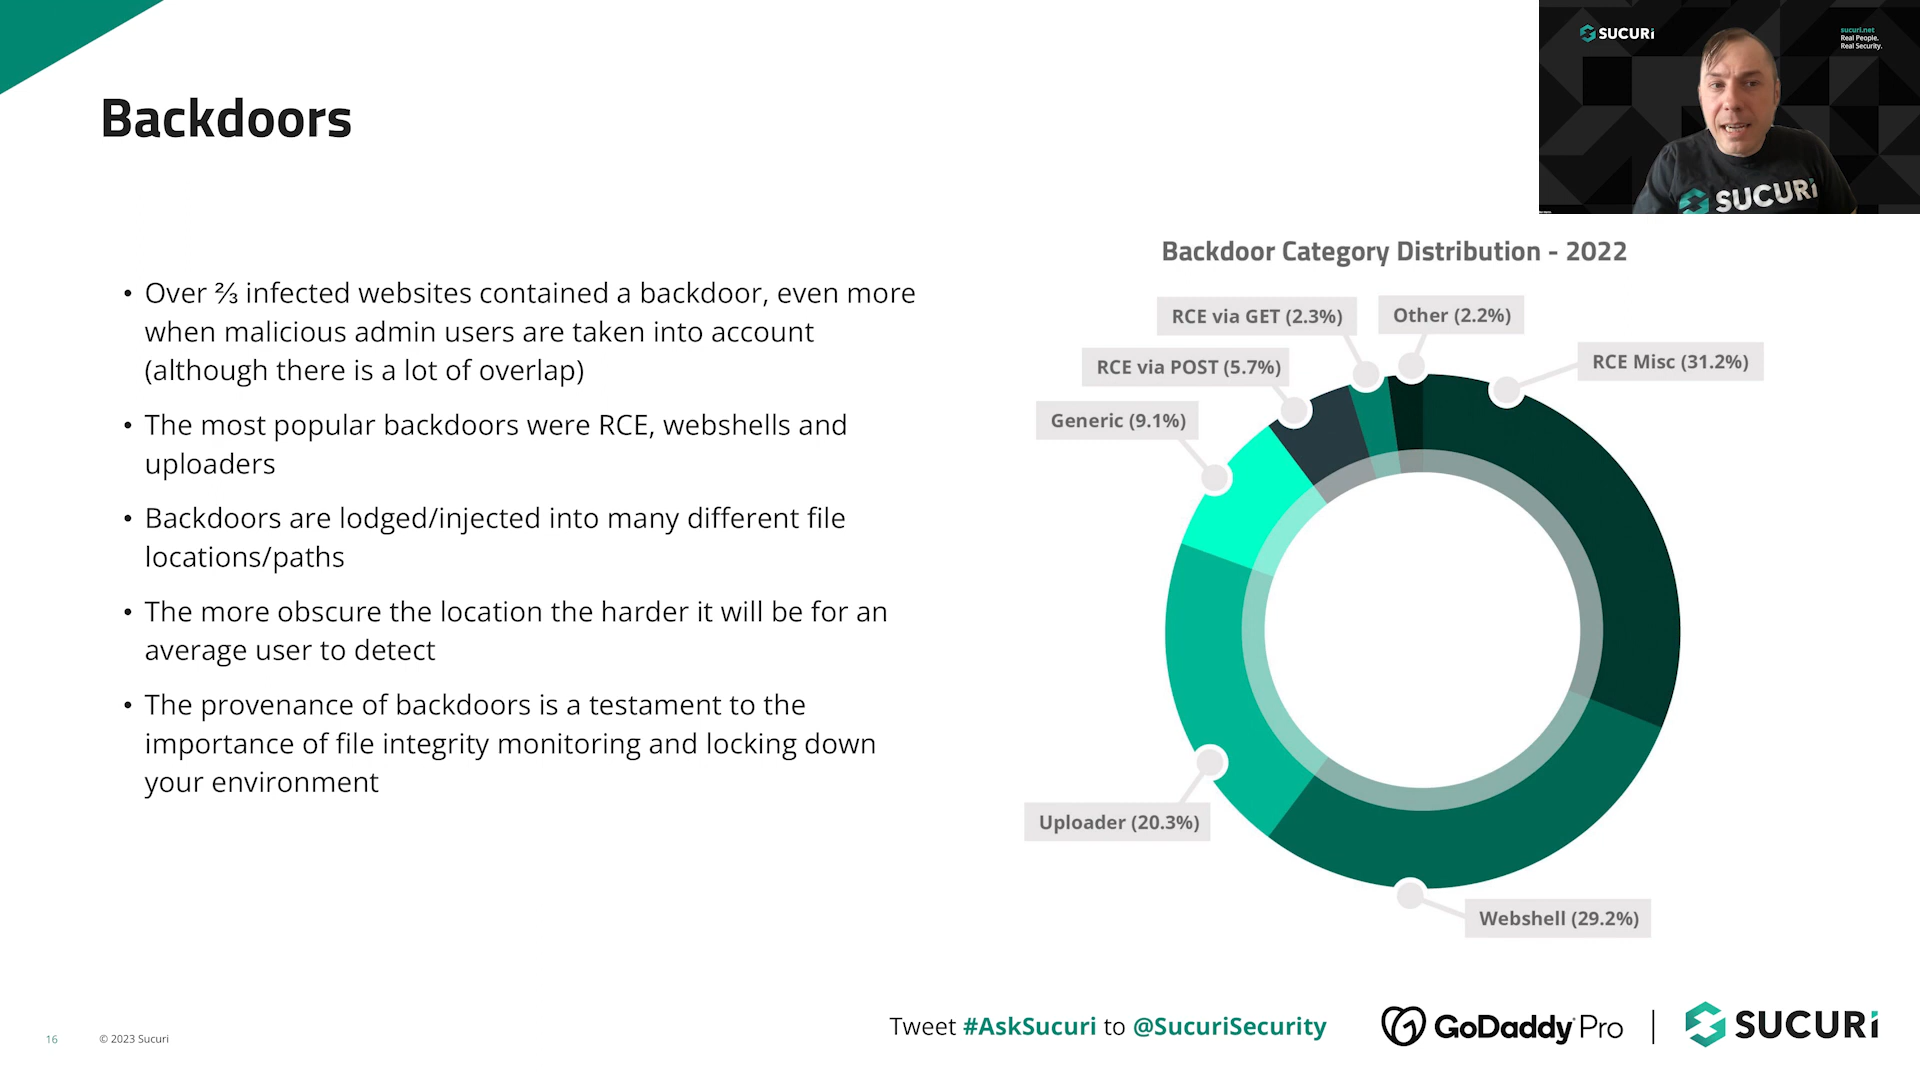 SUCURi
sucuri.net
Real People.
Real Security.
SUCURi
Backdoors
• Over ⅔ infected websites contained a backdoor, even more
when malicious admin users are taken into account
(although there is a lot of overlap)
• The most popular backdoors were RCE, webshells and
uploaders
• Backdoors are lodged/injected into many different file
locations/paths
• The more obscure the location the harder it will be for an
average user to detect
• The provenance of backdoors is a testament to the
importance of file integrity monitoring and locking down
your environment
Backdoor Category Distribution - 2022
RCE via GET (2.3%)
Other (2.2%)
RCE via POST (5.7%)
RCE Misc (31.2%)
Generic (9.1%)
Uploader (20.3%)
Webshell (29.2%)
16
© 2023 Sucuri
Tweet #AskSucuri to @SucuriSecurity
GoDaddy Pro
SUCURi